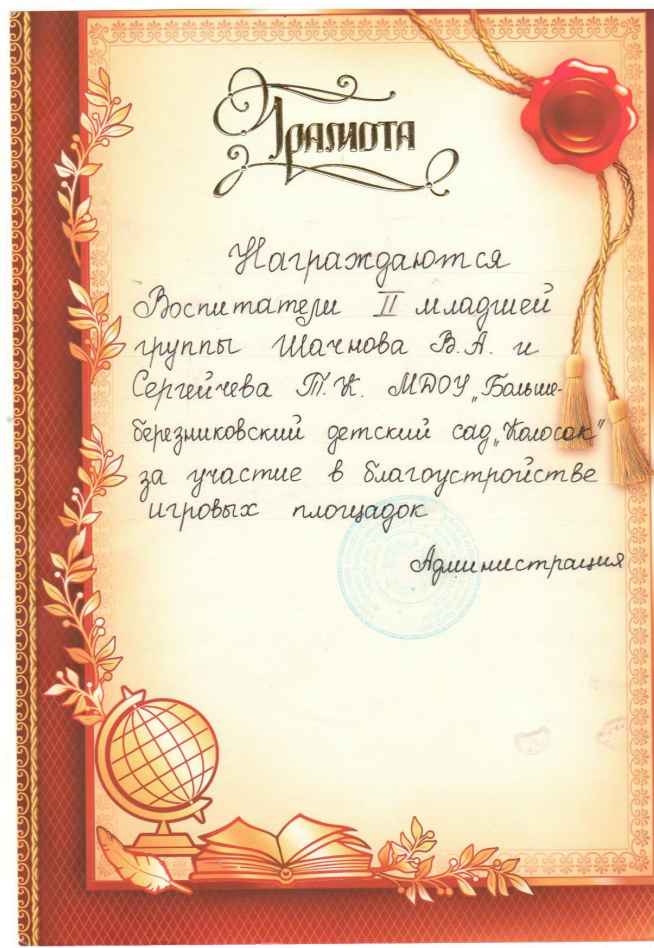 Грамота
Награждаются
Воспитатели II младшей
группы Шачнова В.А. и
Сергейчева Т.К. МДОУ „Больше-
березниковский детский сад „Колосок“
за участие в благоустройстве
игровых площадок
Администрация